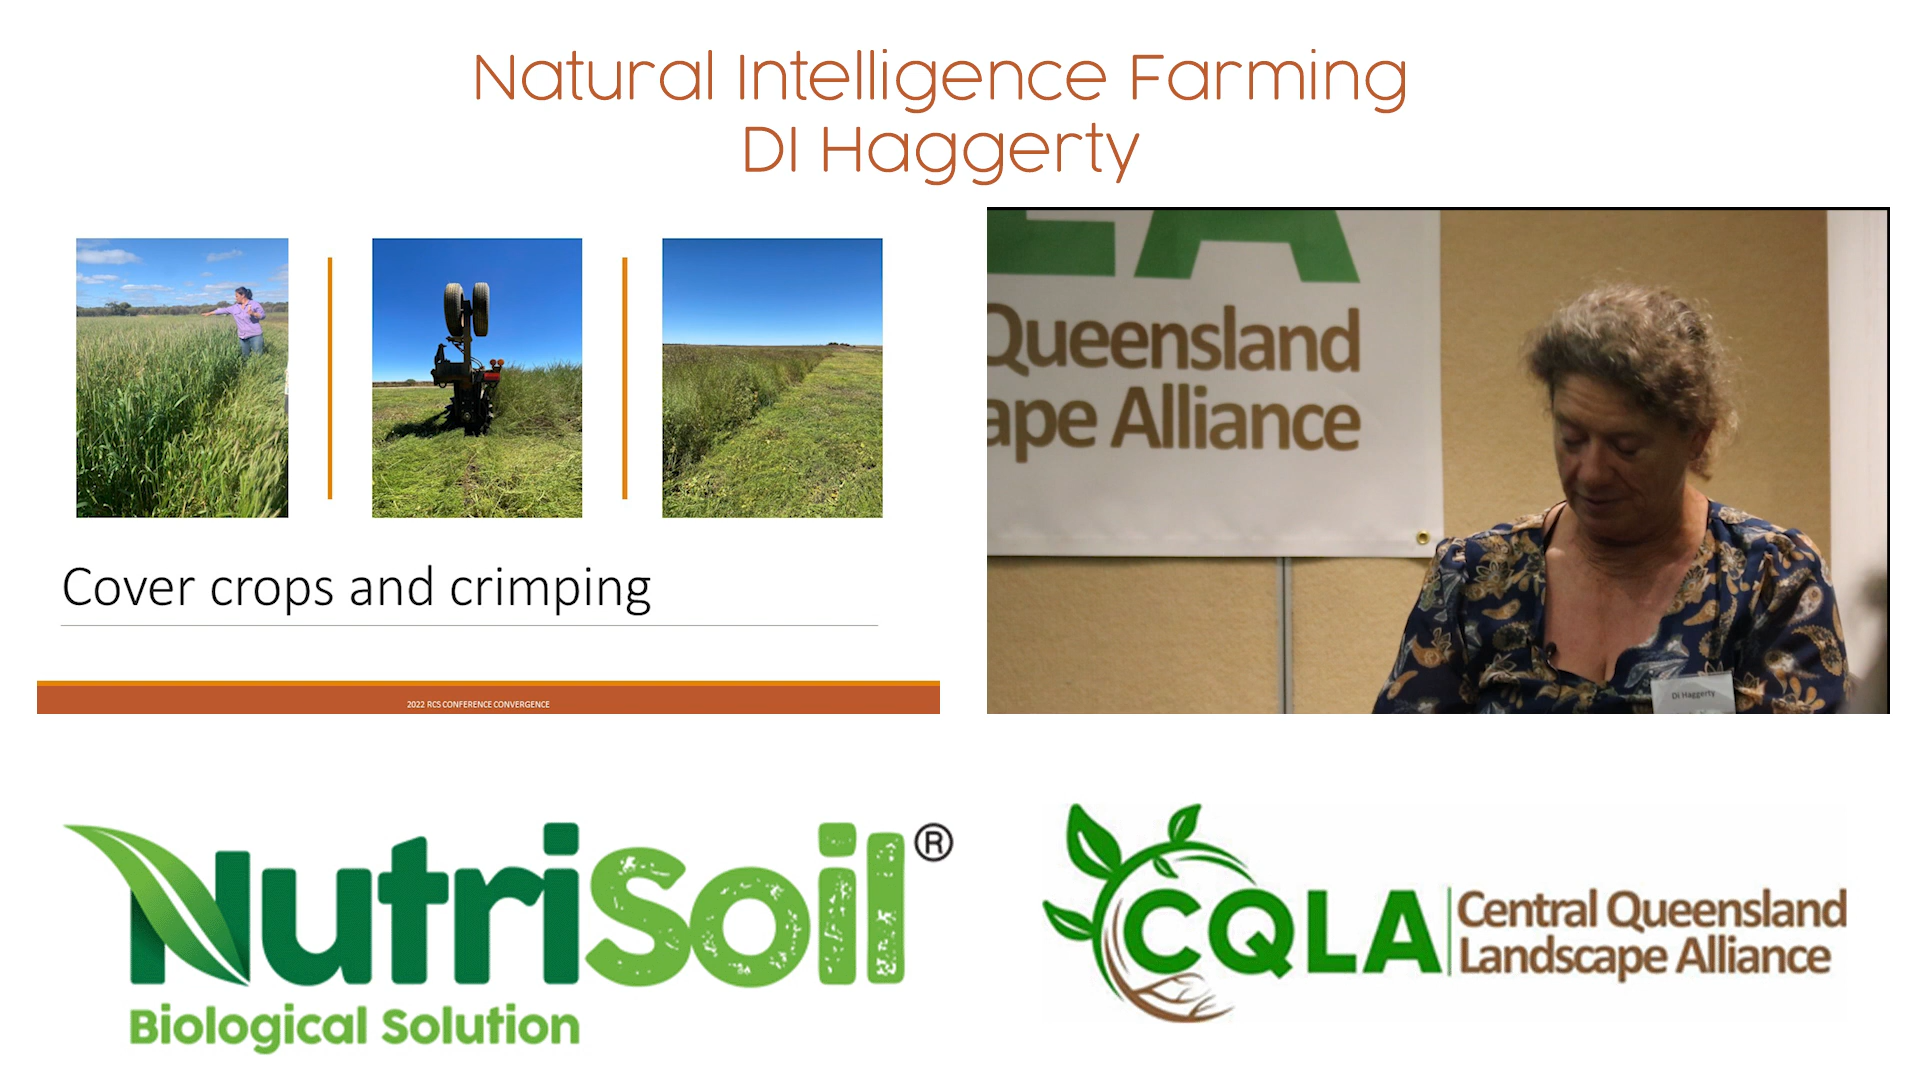 Natural Intelligence Farming
DI Haggerty
Cover crops and crimping
2022 RCS CONFERENCE CONVERGENCE
LA
Queensland
ape Alliance
Di Haggerty
NutriSoil®
Biological Solution
CQLA
Central Queensland
Landscape Alliance